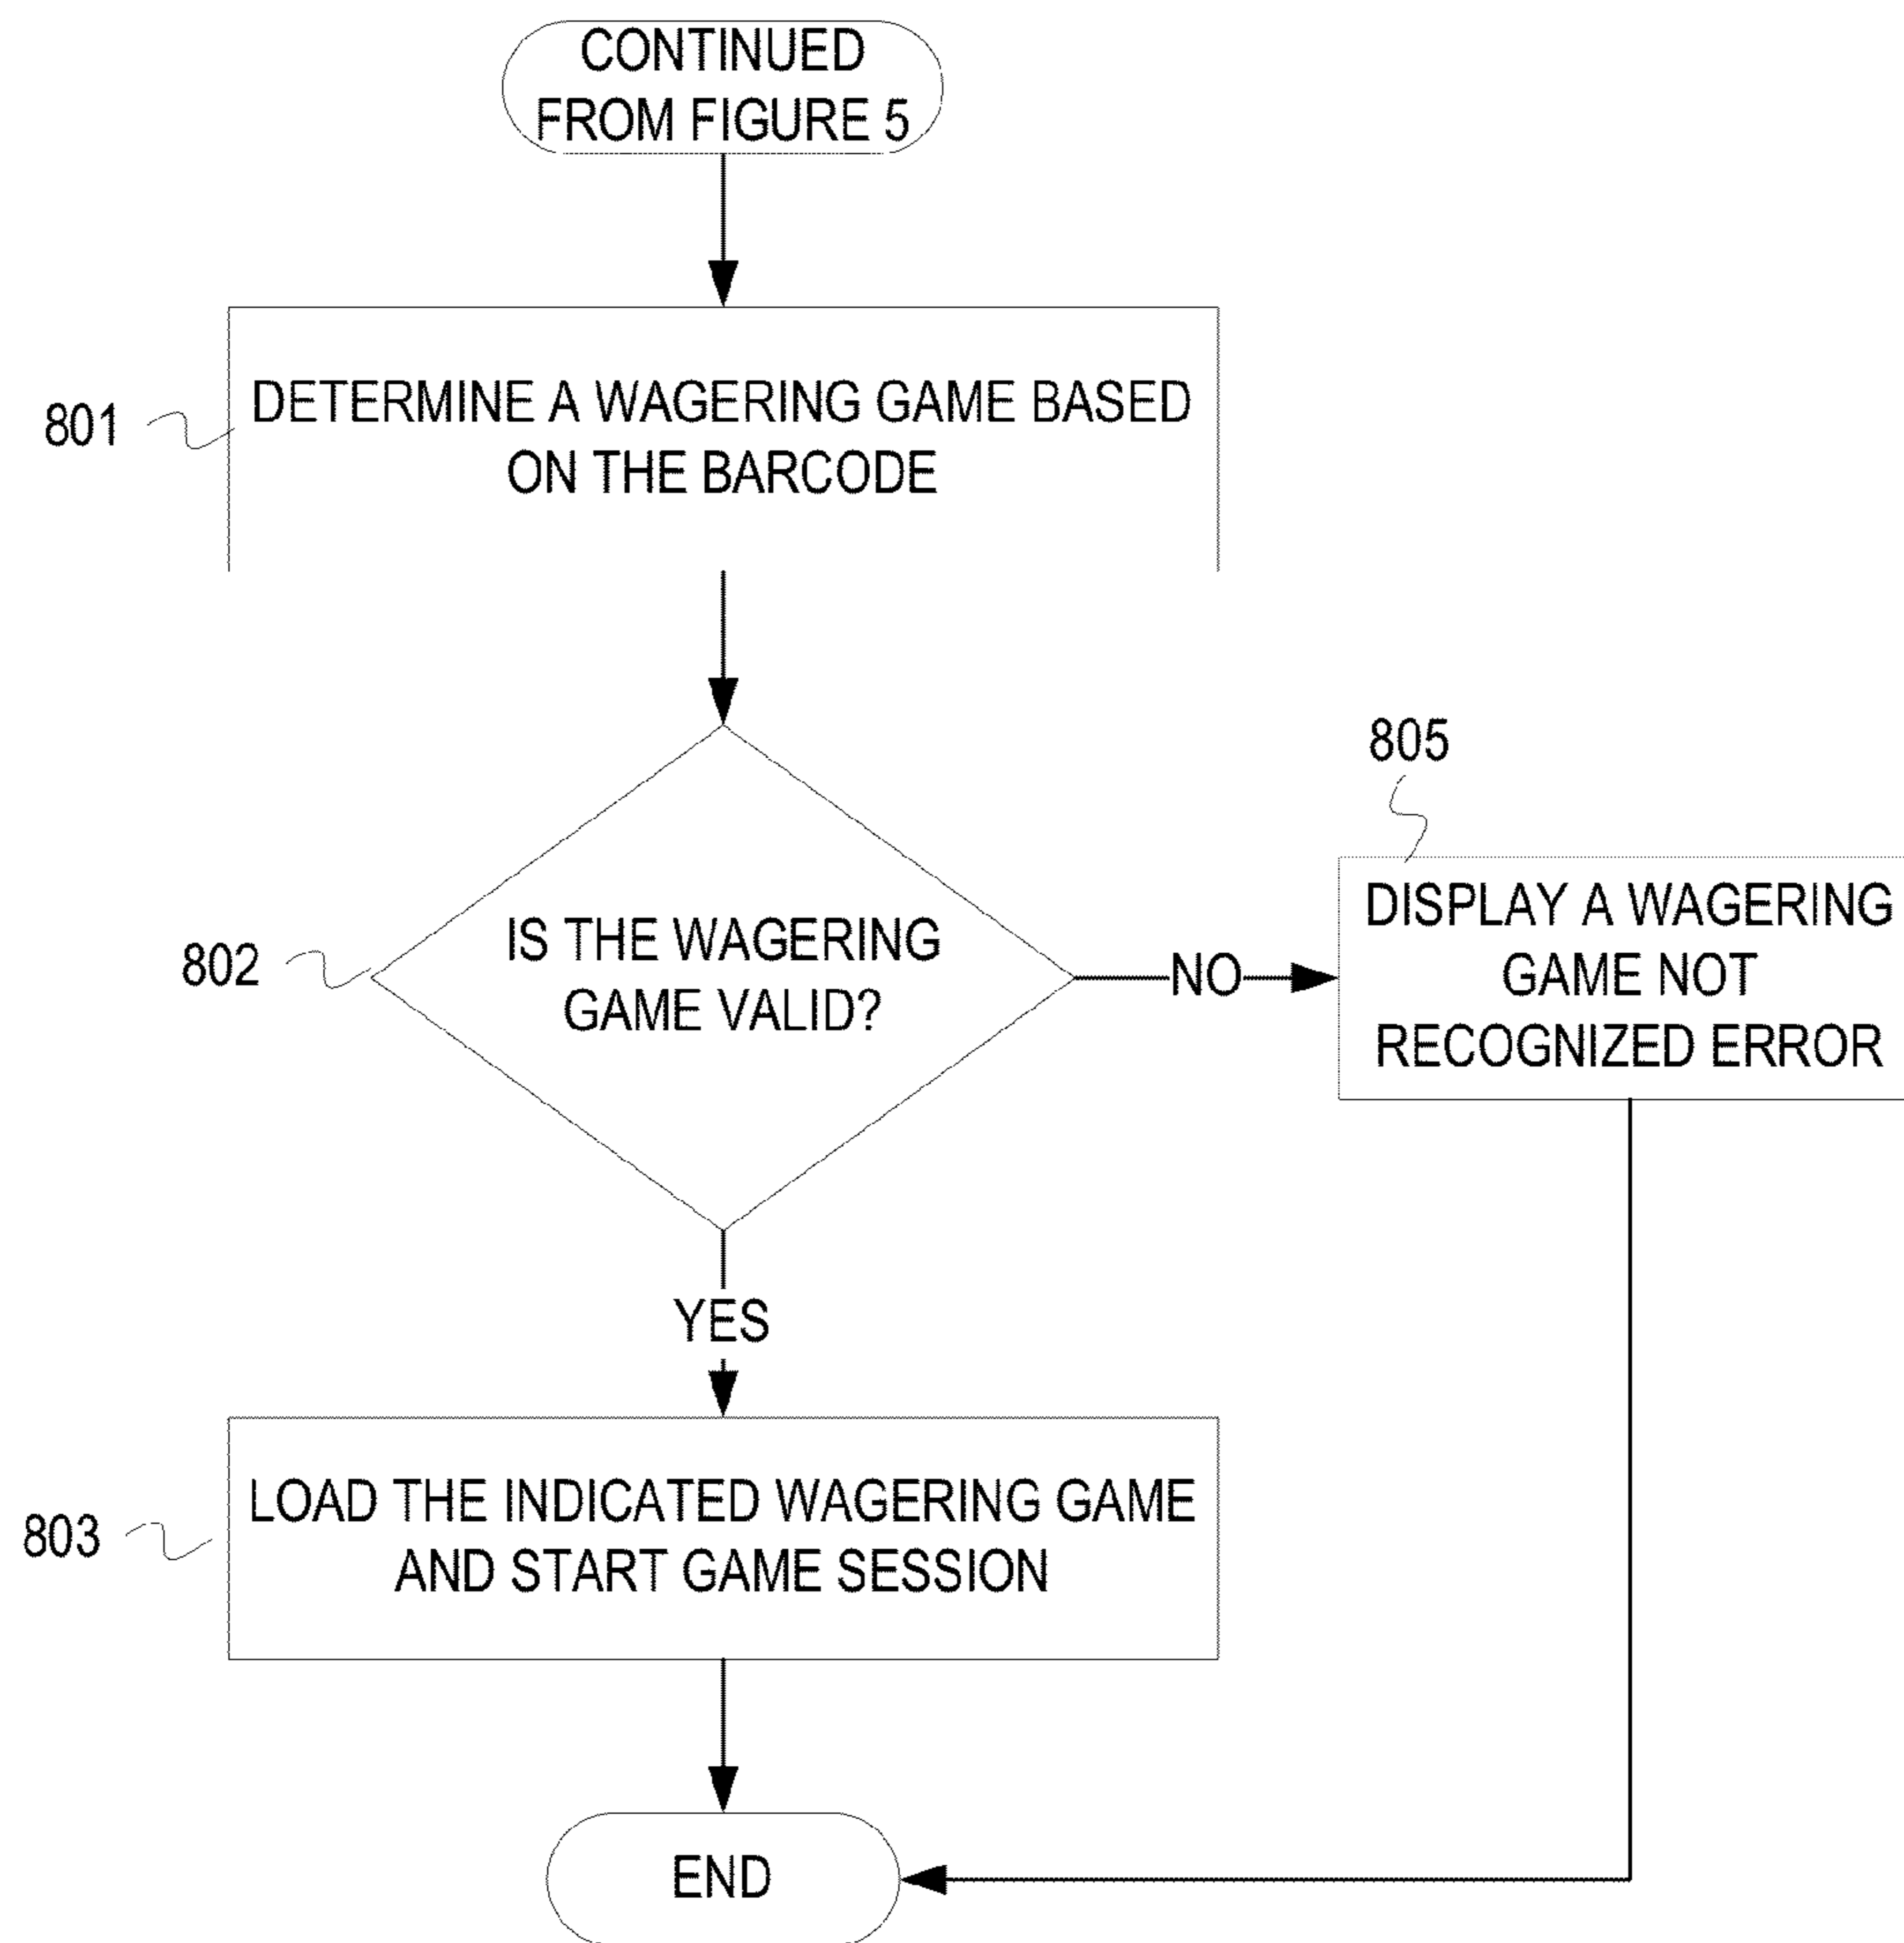 CONTINUED
FROM FIGURE 5
801
DETERMINE A WAGERING GAME BASED
ON THE BARCODE
805
802
IS THE WAGERING
GAME VALID?
NO
DISPLAY A WAGERING
GAME NOT
RECOGNIZED ERROR
YES
803
LOAD THE INDICATED WAGERING GAME
AND START GAME SESSION
END